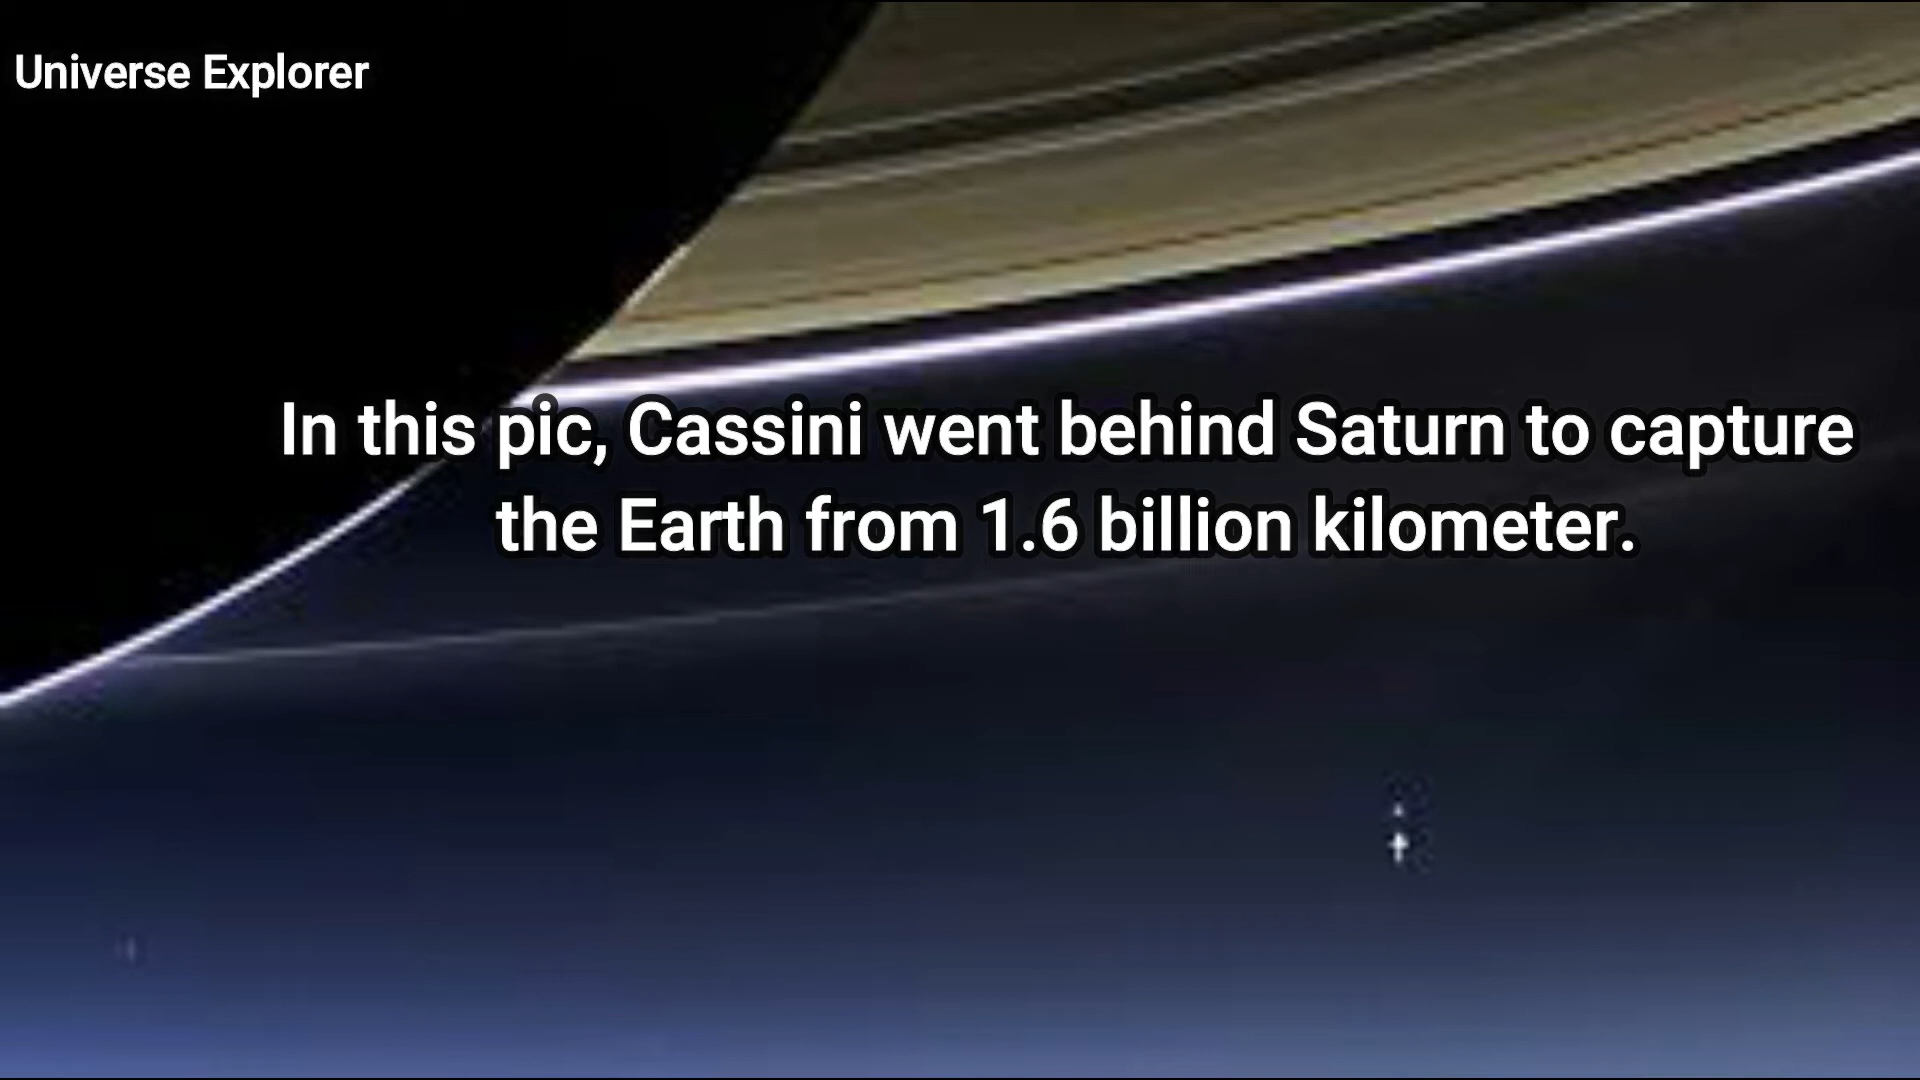 Universe Explorer
In this pic, Cassini went behind Saturn to capture
the Earth from 1.6 billion kilometer.